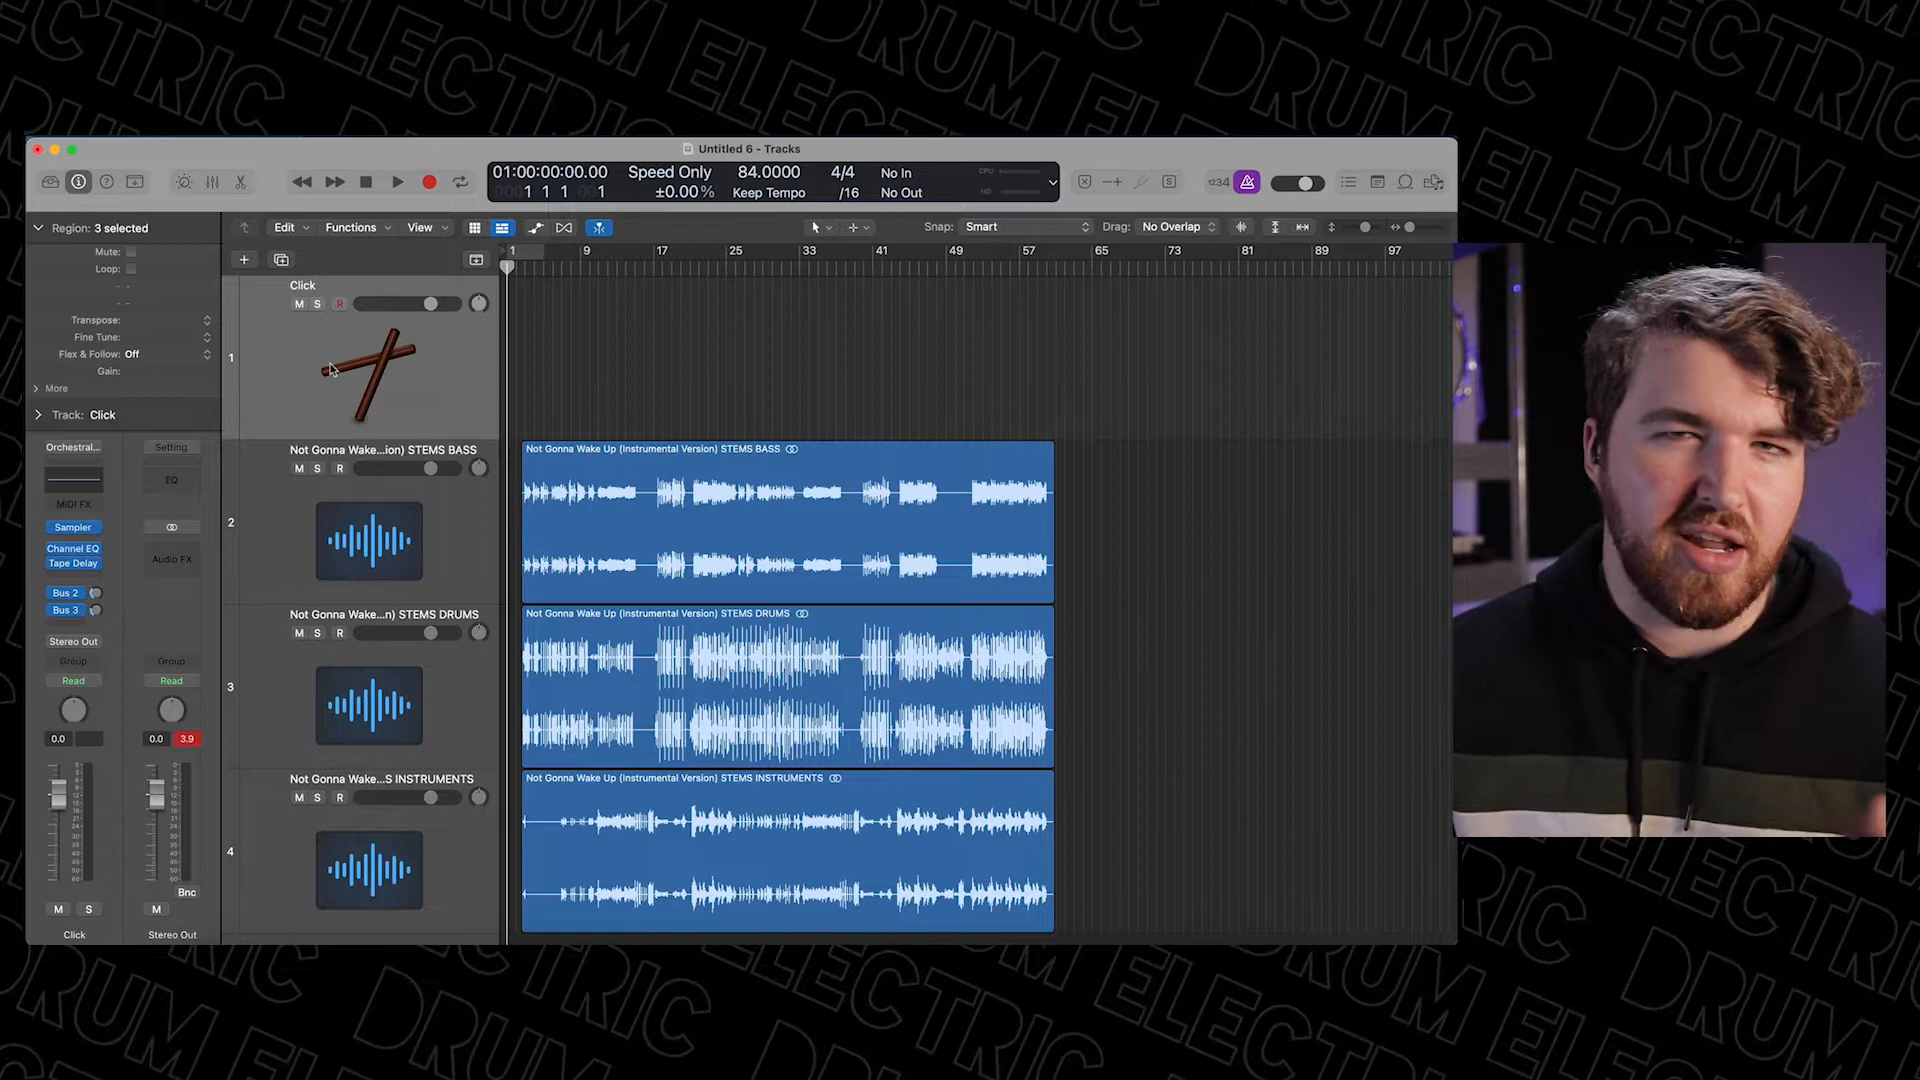 DRUM ELECTRIC
Untitled 6 - Tracks
01:00:00:00.00
Speed Only
84.0000
4/4
No In
CPU
1 1 1 1
±0.00%
Keep Tempo
/16
No Out
HD
1234
Region: 3 selected
Edit
Functions
View
Snap: Smart
Drag: No Overlap
Mute:
Loop:
1 9 17 25 33 41 49 57 65 73 81 89 97
Click
M S R
Transpose:
Fine Tune:
Flex & Follow: Off
Gain:
More
1
Track: Click
Orchestral...
Setting
EQ
MIDI FX
Sampler
Channel EQ
Tape Delay
Audio FX
Bus 2
Bus 3
Stereo Out
Group
Group
Read
Read
0.0
0.0 3.9
Bnc
M S
M
Click
Stereo Out
Not Gonna Wake...ion) STEMS BASS
M S R
2
Not Gonna Wake Up (Instrumental Version) STEMS BASS
Not Gonna Wake...n) STEMS DRUMS
M S R
3
Not Gonna Wake Up (Instrumental Version) STEMS DRUMS
Not Gonna Wake...S INSTRUMENTS
M S R
4
Not Gonna Wake Up (Instrumental Version) STEMS INSTRUMENTS